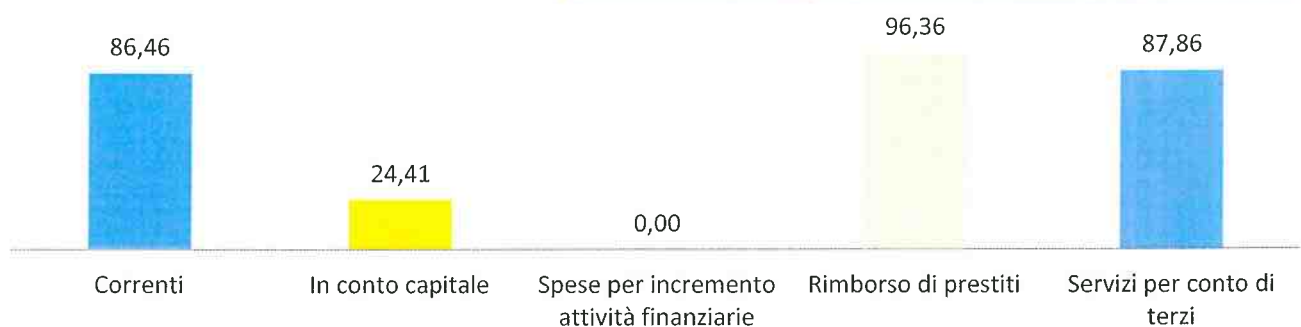 86,46
24,41
0,00
96,36
87,86
Correnti
In conto capitale
Spese per incremento
attività finanziarie
Rimborso di prestiti
Servizi per conto di
terzi